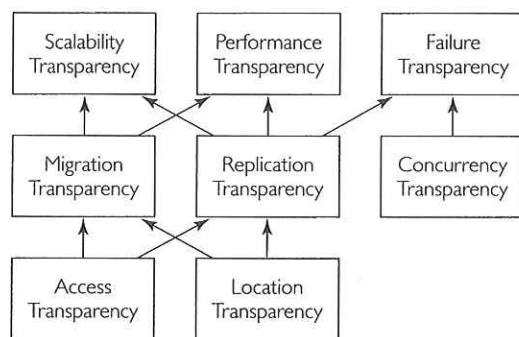 Scalability
Transparency
Performance
Transparency
Failure
Transparency
Migration
Transparency
Replication
Transparency
Concurrency
Transparency
Access
Transparency
Location
Transparency